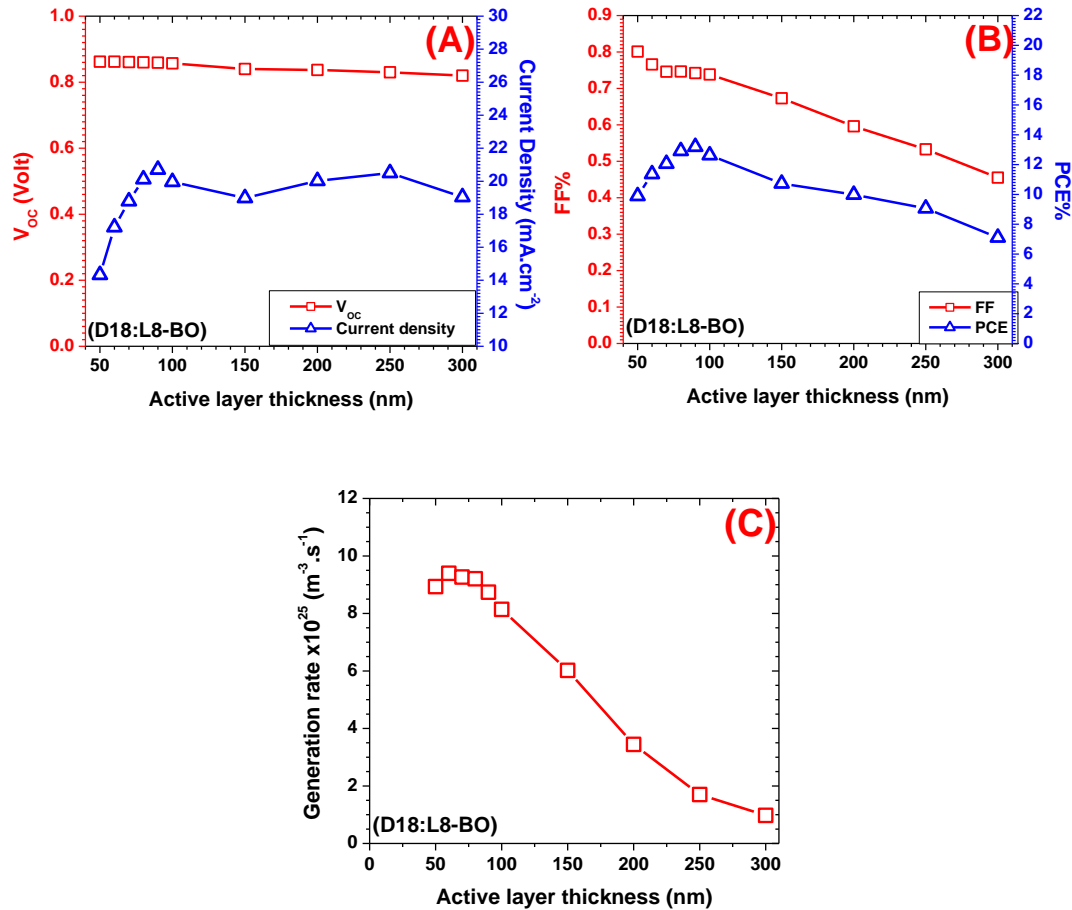 (A)
1.0
0.8
0.6
0.4
0.2
0.0
V_OC (Volt)
30
28
26
24
22
20
18
16
14
12
10
Current Density (mA.cm^-2)
V_OC
Current density
(D18:L8-BO)
50 100 150 200 250 300
Active layer thickness (nm)
(B)
0.9
0.8
0.7
0.6
0.5
0.4
0.3
0.2
0.1
0.0
FF%
22
20
18
16
14
12
10
8
6
4
2
0
PCE%
FF
PCE
(D18:L8-BO)
50 100 150 200 250 300
Active layer thickness (nm)
(C)
12
10
8
6
4
2
0
Generation rate x10^25 (m^-3.s^-1)
(D18:L8-BO)
0 50 100 150 200 250 300
Active layer thickness (nm)